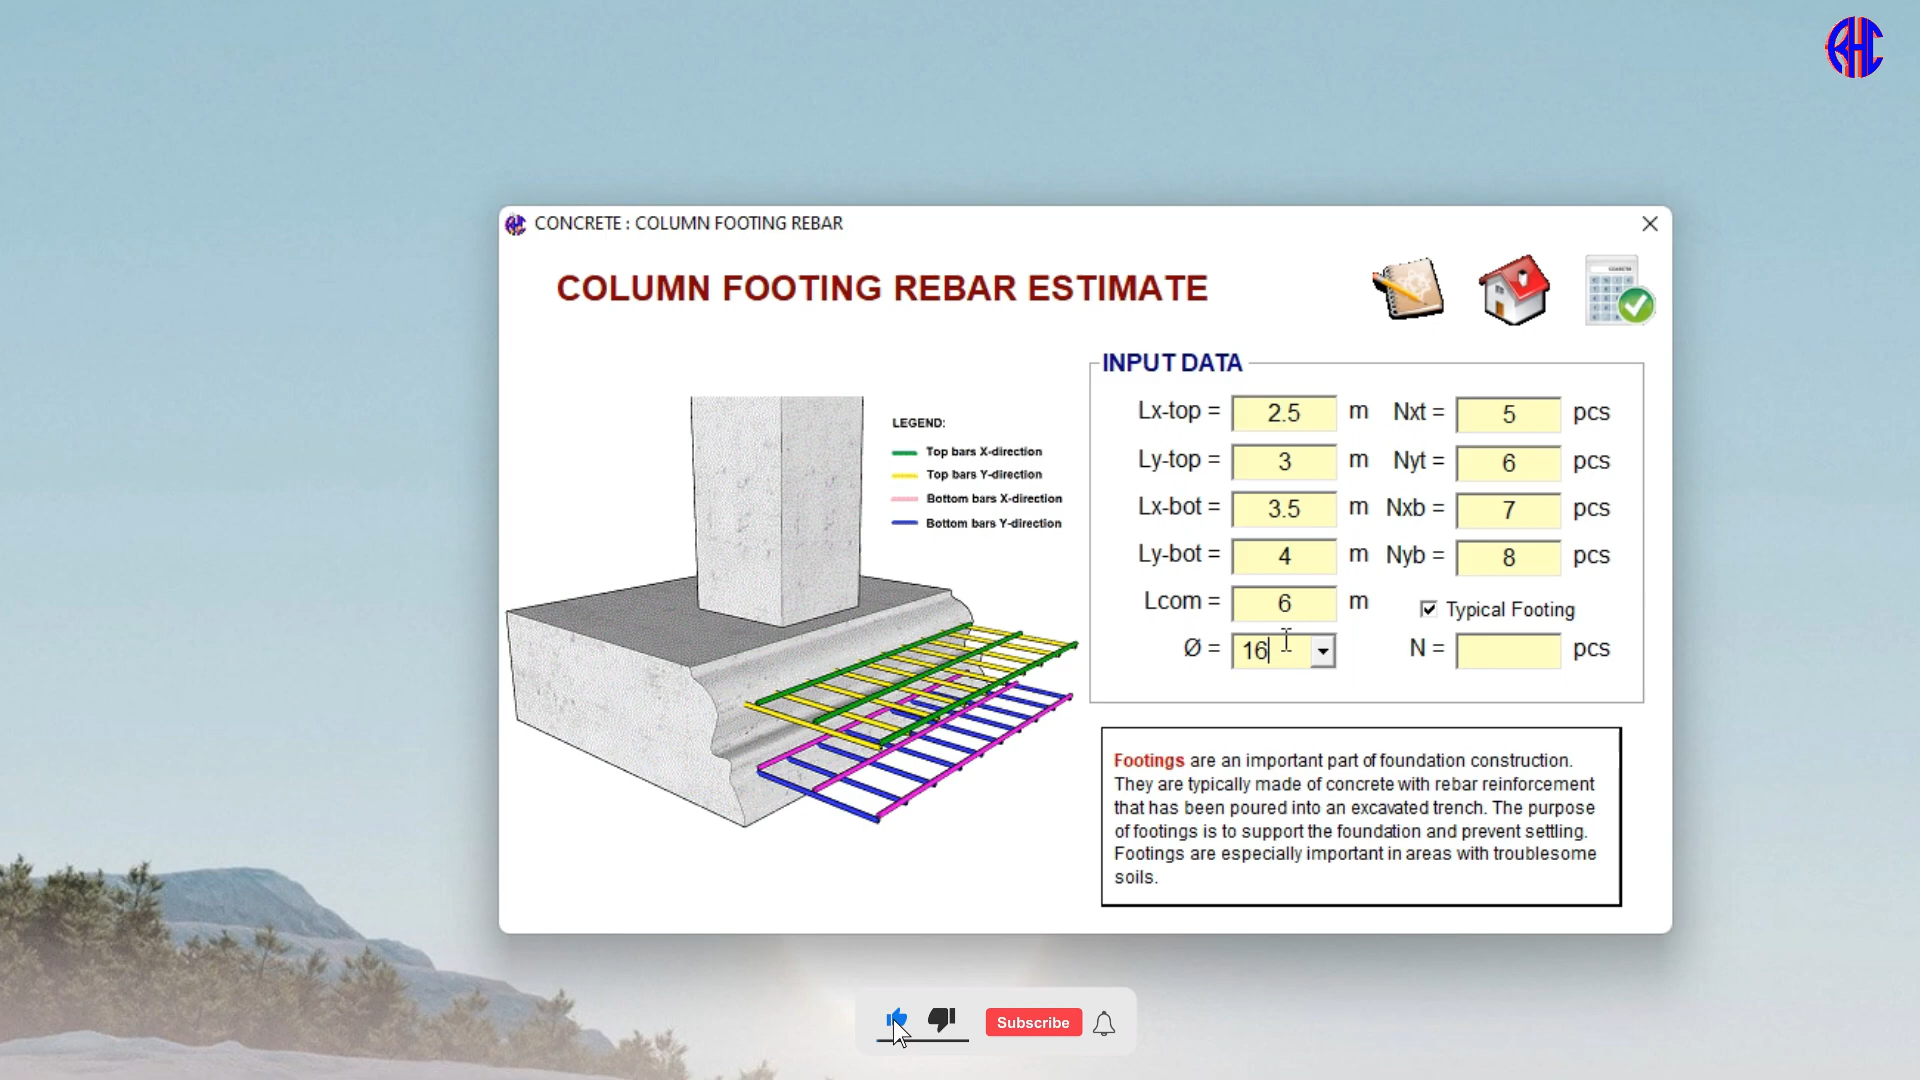 RHC
CONCRETE : COLUMN FOOTING REBAR
COLUMN FOOTING REBAR ESTIMATE
INPUT DATA
Lx-top = 2.5 m Nxt = 5 pcs
Ly-top = 3 m Nyt = 6 pcs
Lx-bot = 3.5 m Nxb = 7 pcs
Ly-bot = 4 m Nyb = 8 pcs
Lcom = 6 m
Typical Footing
Ø = 16 N = pcs
LEGEND:
Top bars X-direction
Top bars Y-direction
Bottom bars X-direction
Bottom bars Y-direction
Footings are an important part of foundation construction.
They are typically made of concrete with rebar reinforcement
that has been poured into an excavated trench. The purpose
of footings is to support the foundation and prevent settling.
Footings are especially important in areas with troublesome
soils.
Subscribe